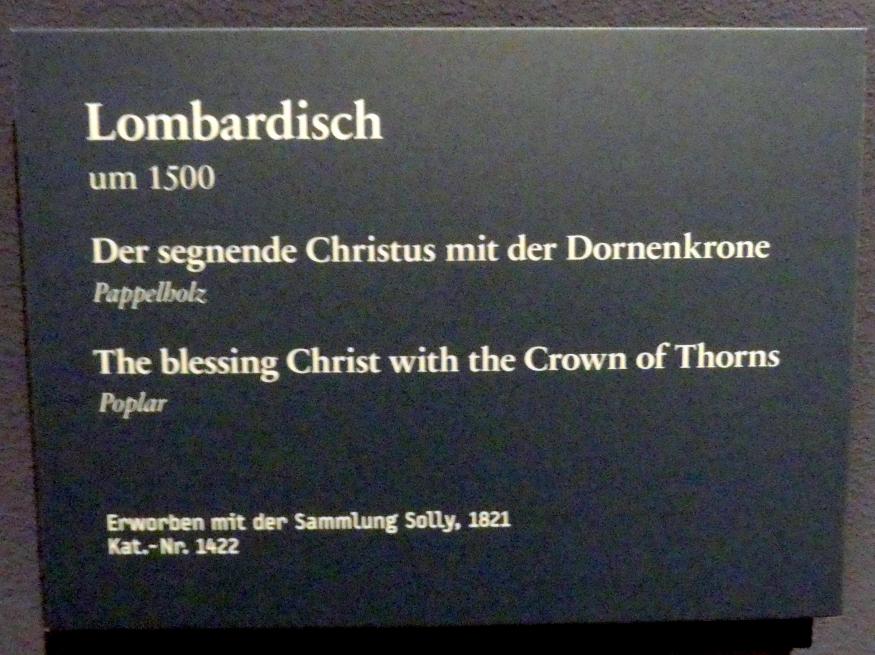 Lombardisch
um 1500
Der segnende Christus mit der Dornenkrone
Pappelholz
The blessing Christ with the Crown of Thorns
Poplar
Erworben mit der Sammlung Solly, 1821
Kat.-Nr. 1422